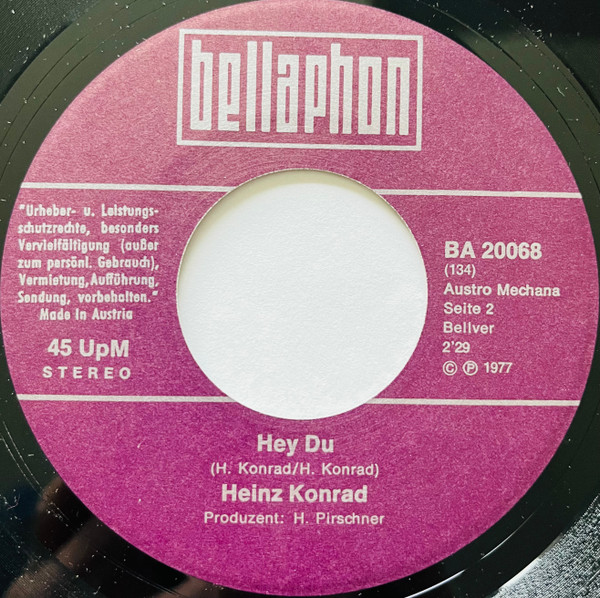 bellaphon
"Urheber- u. Leistungs-
schutzrechte, besonders
Vervielfältigung (außer
zum persönl. Gebrauch),
Vermietung, Aufführung,
Sendung, vorbehalten."
Made in Austria
45 UpM
STEREO
BA 20068
(134)
Austro Mechana
Seite 2
Bellver
2'29
© ℗ 1977
Hey Du
(H. Konrad/H. Konrad)
Heinz Konrad
Produzent: H. Pirschner